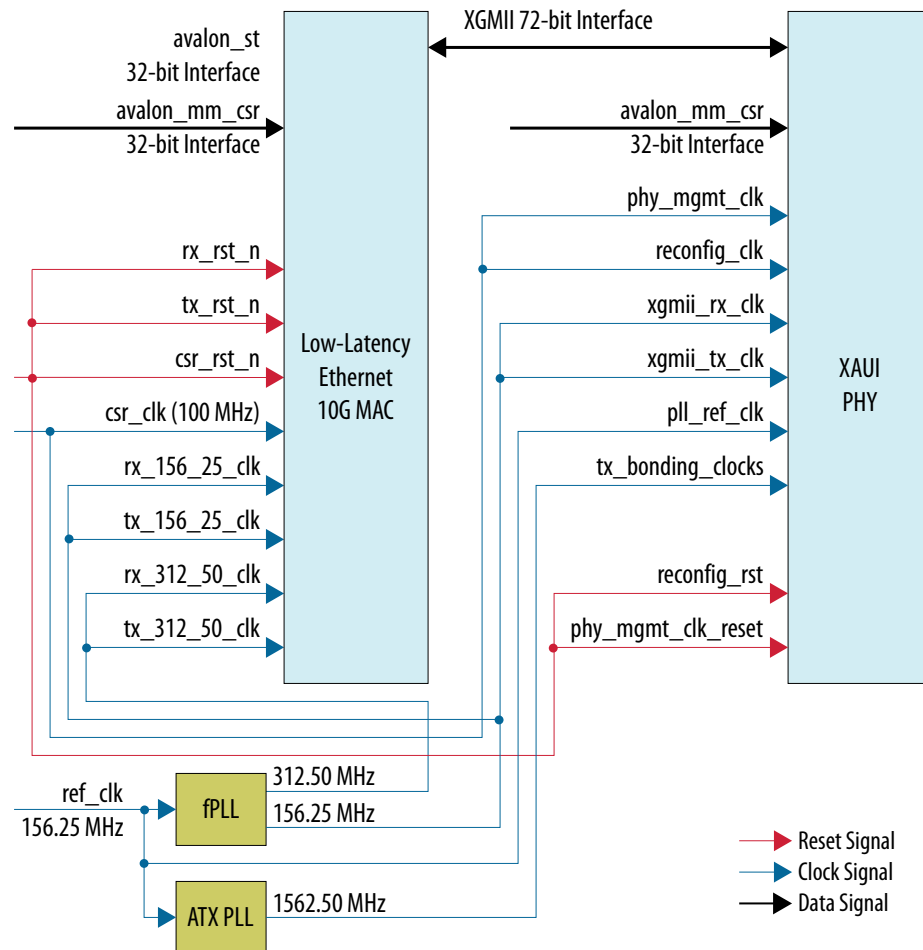 XGMII 72-bit Interface
avalon_st
32-bit Interface
avalon_mm_csr
32-bit Interface
avalon_mm_csr
32-bit Interface
phy_mgmt_clk
rx_rst_n
reconfig_clk
tx_rst_n
xgmii_rx_clk
csr_rst_n
xgmii_tx_clk
Low-Latency
Ethernet
10G MAC
XAUI
PHY
csr_clk (100 MHz)
pll_ref_clk
rx_156_25_clk
tx_bonding_clocks
tx_156_25_clk
rx_312_50_clk
reconfig_rst
tx_312_50_clk
phy_mgmt_clk_reset
ref_clk
156.25 MHz
fPLL
312.50 MHz
156.25 MHz
ATX PLL
1562.50 MHz
Reset Signal
Clock Signal
Data Signal